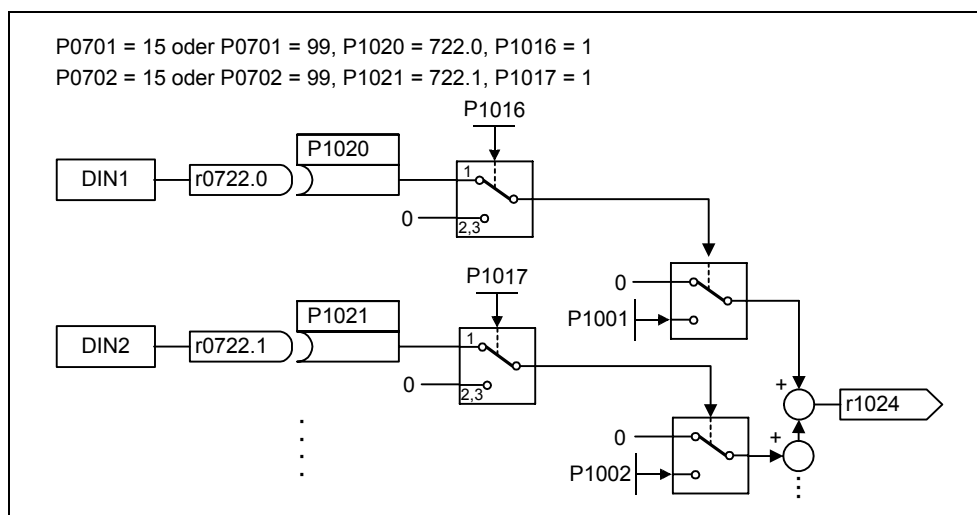 P0701 = 15 oder P0701 = 99, P1020 = 722.0, P1016 = 1
P0702 = 15 oder P0702 = 99, P1021 = 722.1, P1017 = 1
P1016
P1020
DIN1
r0722.0
1
0
2,3
P1017
0
P1001
P1021
DIN2
r0722.1
1
0
2,3
+
r1024
0
+
P1002